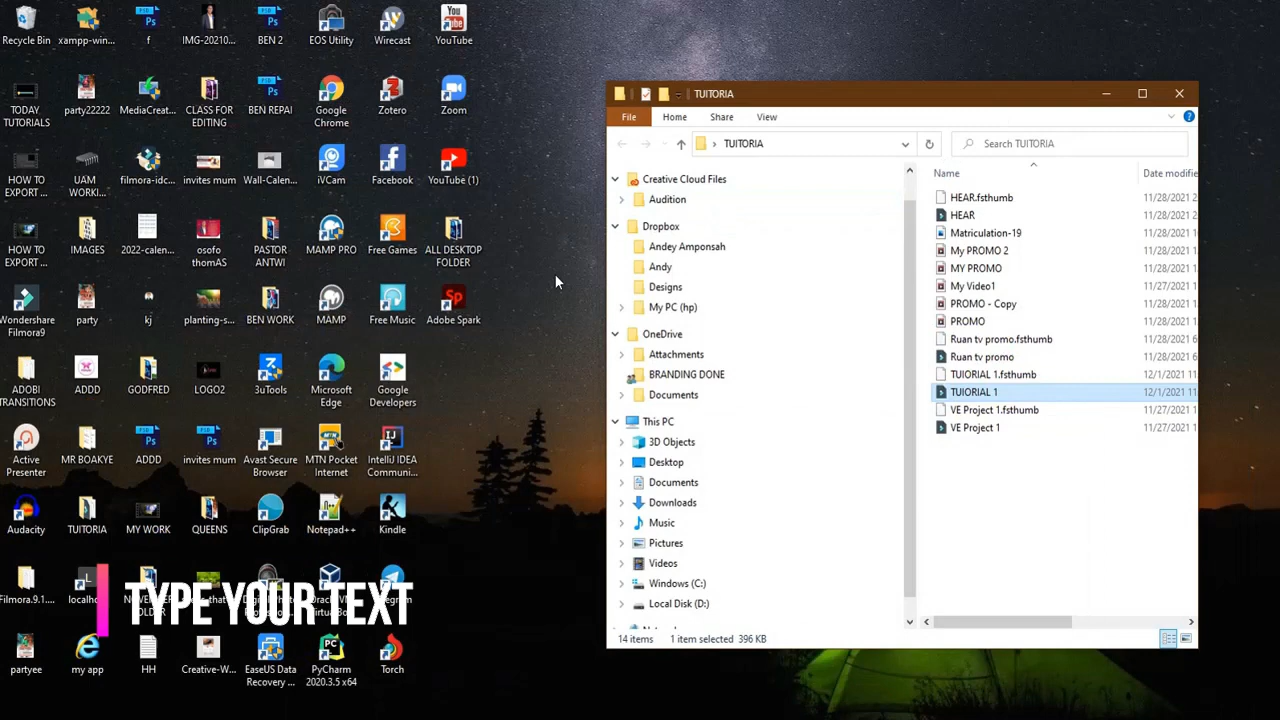 Recycle Bin
xampp-win...
f
IMG-20210...
BEN 2
EOS Utility
Wirecast
YouTube
TODAY TUTORIALS
party22222
MediaCreat...
CLASS FOR EDITING
BEN REPAI
Google Chrome
Zotero
Zoom
HOW TO EXPORT ...
UAM WORKI...
filmora-idc...
invites mum
Wall-Calen...
iVCam
Facebook
YouTube (1)
HOW TO EXPORT ...
IMAGES
2022-calen...
osofo thomAS
PASTOR ANTWI
MAMP PRO
Free Games
ALL DESKTOP FOLDER
Wondershare Filmora9
party
kj
planting-s...
BEN WORK
MAMP
Free Music
Adobe Spark
ADOBI TRANSITIONS
ADDD
GODFRED
LOGO2
3uTools
Microsoft Edge
Google Developers
Active Presenter
MR BOAKYE
ADDD
invites mum
Avast Secure Browser
MTN Pocket Internet
IntelliJ IDEA Communi...
Audacity
TUITORIA
MY WORK
QUEENS
ClipGrab
Notepad++
Kindle
Filmora.9.1...
TYPE YOUR TEXT
partyee
my app
HH
Creative-W...
EaseUS Data Recovery ...
PyCharm 2020.3.5 x64
Torch
TUITORIA
File
Home
Share
View
TUITORIA
Search TUITORIA
Creative Cloud Files
Audition
Dropbox
Andey Amponsah
Andy
Designs
My PC (hp)
OneDrive
Attachments
BRANDING DONE
Documents
This PC
3D Objects
Desktop
Documents
Downloads
Music
Pictures
Videos
Windows (C:)
Local Disk (D:)
Name
Date modifie
HEAR.fsthumb
11/28/2021 2
HEAR
11/28/2021 2
Matriculation-19
11/28/2021 1
My PROMO 2
11/28/2021 1
MY PROMO
11/28/2021 1
My Video1
11/27/2021 1
PROMO - Copy
11/27/2021 1
PROMO
11/28/2021 1
Ruan tv promo.fsthumb
11/28/2021 6
Ruan tv promo
11/28/2021 6
TUIORIAL 1.fsthumb
12/1/2021 11
TUIORIAL 1
12/1/2021 11
VE Project 1.fsthumb
11/27/2021 1
VE Project 1
11/27/2021 1
14 items
1 item selected 396 KB